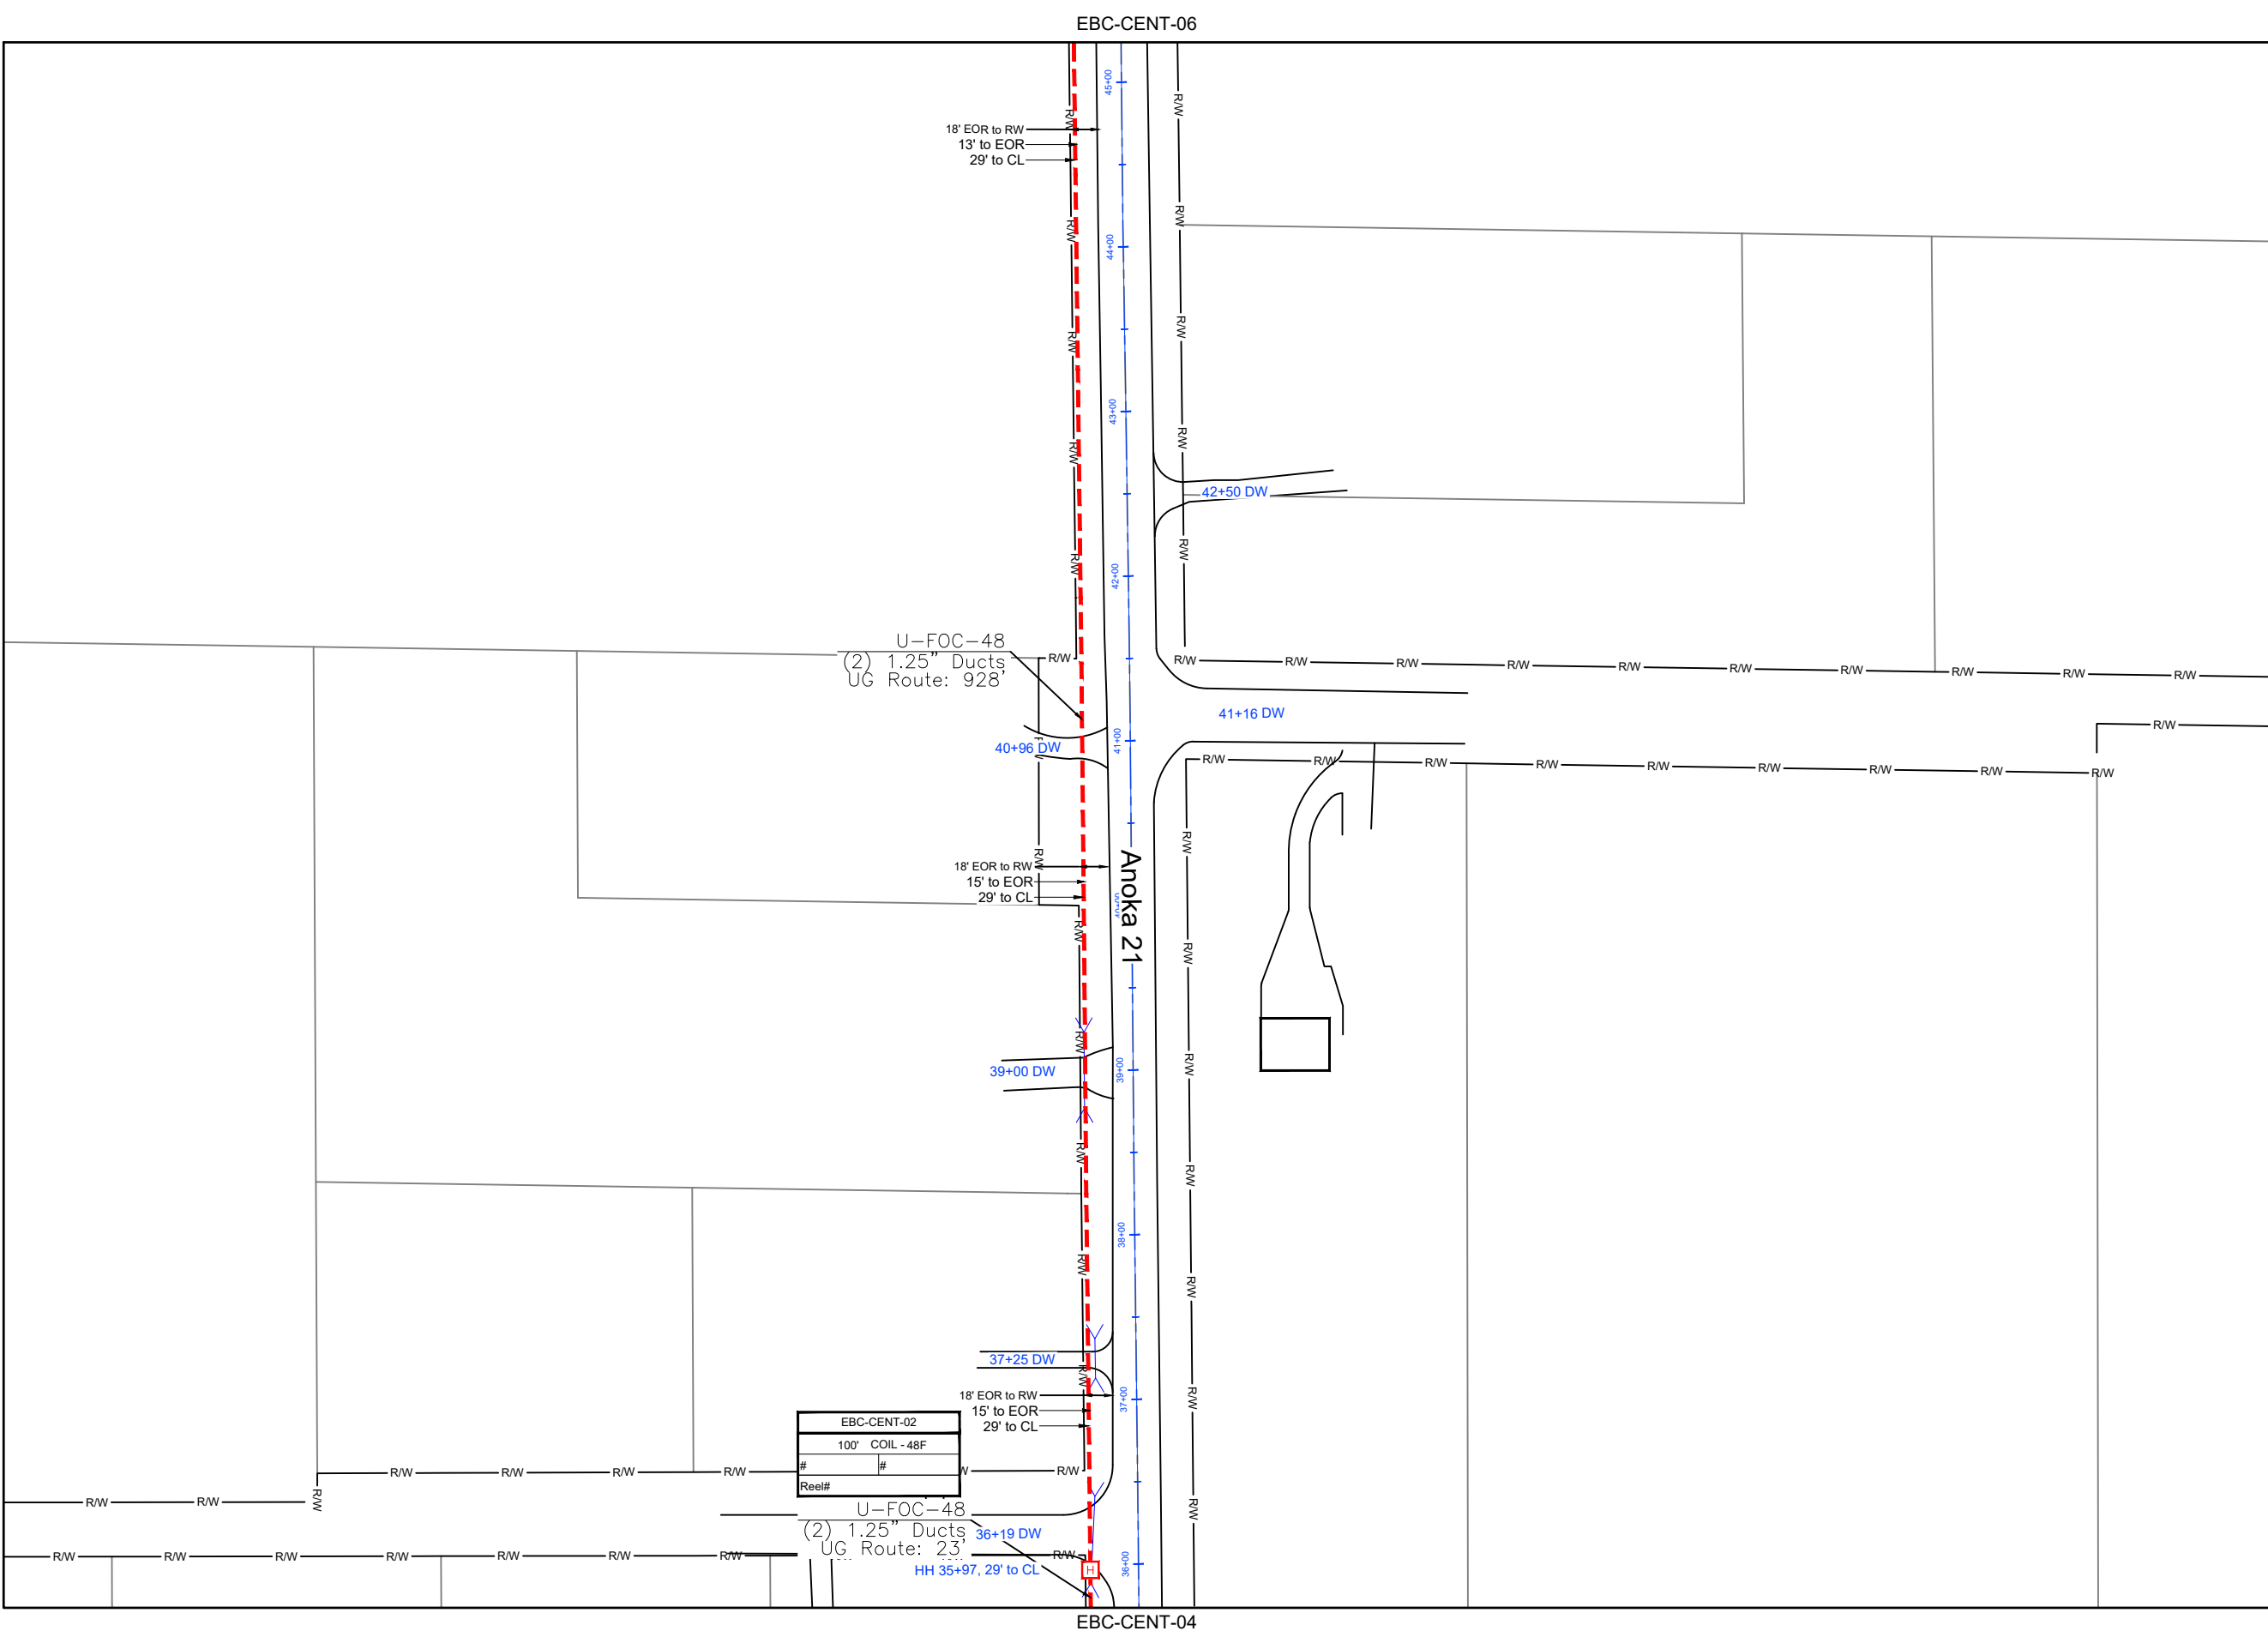 EBC-CENT-06
45+00
R/W
R/W
18' EOR to RW
13' to EOR
29' to CL
R/W
R/W
44+00
R/W
R/W
43+00
R/W
R/W
42+50 DW
R/W
R/W
42+00
U-FOC-48
(2) 1.25" Ducts
UG Route: 928'
R/W
R/W
R/W
R/W
R/W
R/W
R/W
R/W
R/W
R/W
R/W
41+16 DW
R/W
40+96 DW
41+00
R/W
R/W
R/W
R/W
R/W
R/W
R/W
R/W
R/W
R/W
R/W
18' EOR to RW
15' to EOR
29' to CL
Anoka 21
R/W
R/W
R/W
R/W
39+00 DW
39+00
R/W
R/W
38+00
R/W
R/W
37+25 DW
R/W
18' EOR to RW
15' to EOR
29' to CL
37+00
R/W
EBC-CENT-02
100' COIL - 48F
# #
Reel#
R/W
R/W
R/W
R/W
R/W
R/W
R/W
R/W
R/W
U-FOC-48
(2) 1.25" Ducts
UG Route: 23'
36+19 DW
R/W
R/W
R/W
R/W
R/W
R/W
R/W
R/W
HH 35+97, 29' to CL
H
36+00
EBC-CENT-04